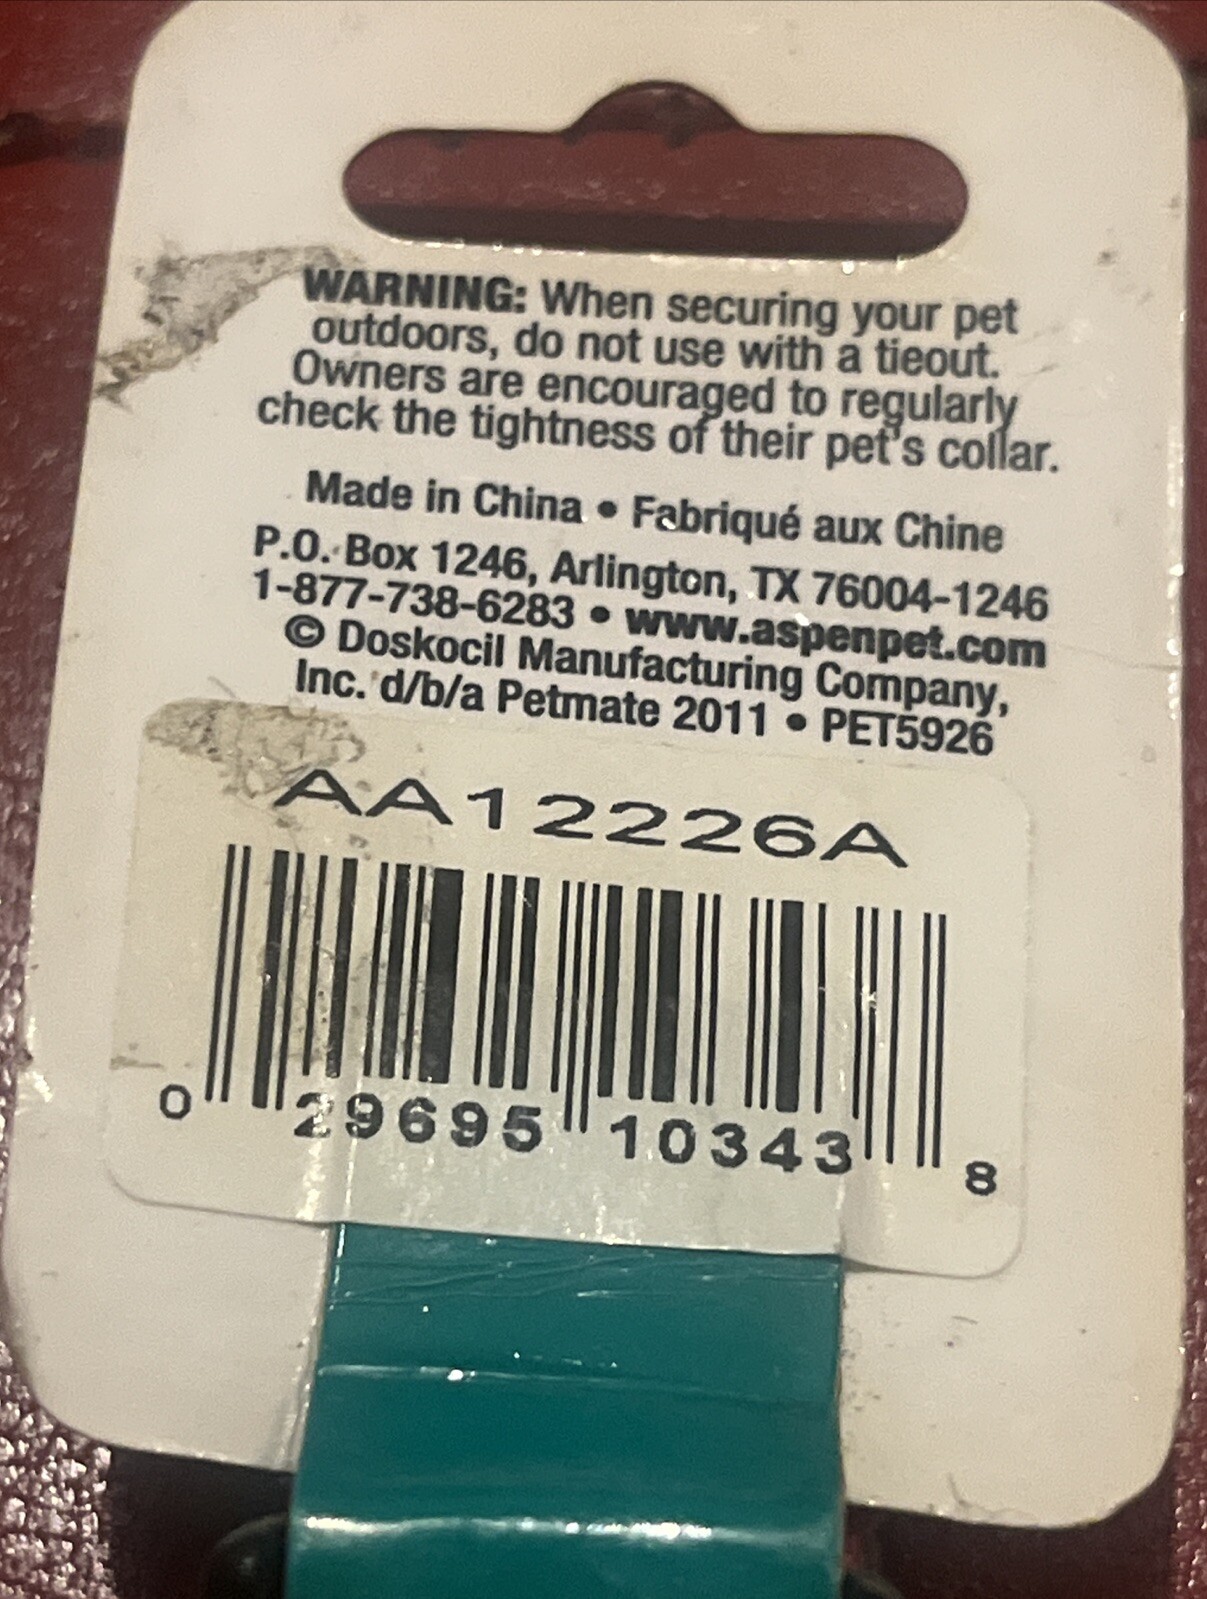 WARNING: When securing your pet
outdoors, do not use with a tieout.
Owners are encouraged to regularly
check the tightness of their pet's collar.
Made in China • Fabriqué aux Chine
P.O. Box 1246, Arlington, TX 76004-1246
1-877-738-6283 • www.aspenpet.com
© Doskocil Manufacturing Company,
Inc. d/b/a Petmate 2011 • PET5926
AA12226A
0 29695 10343 8